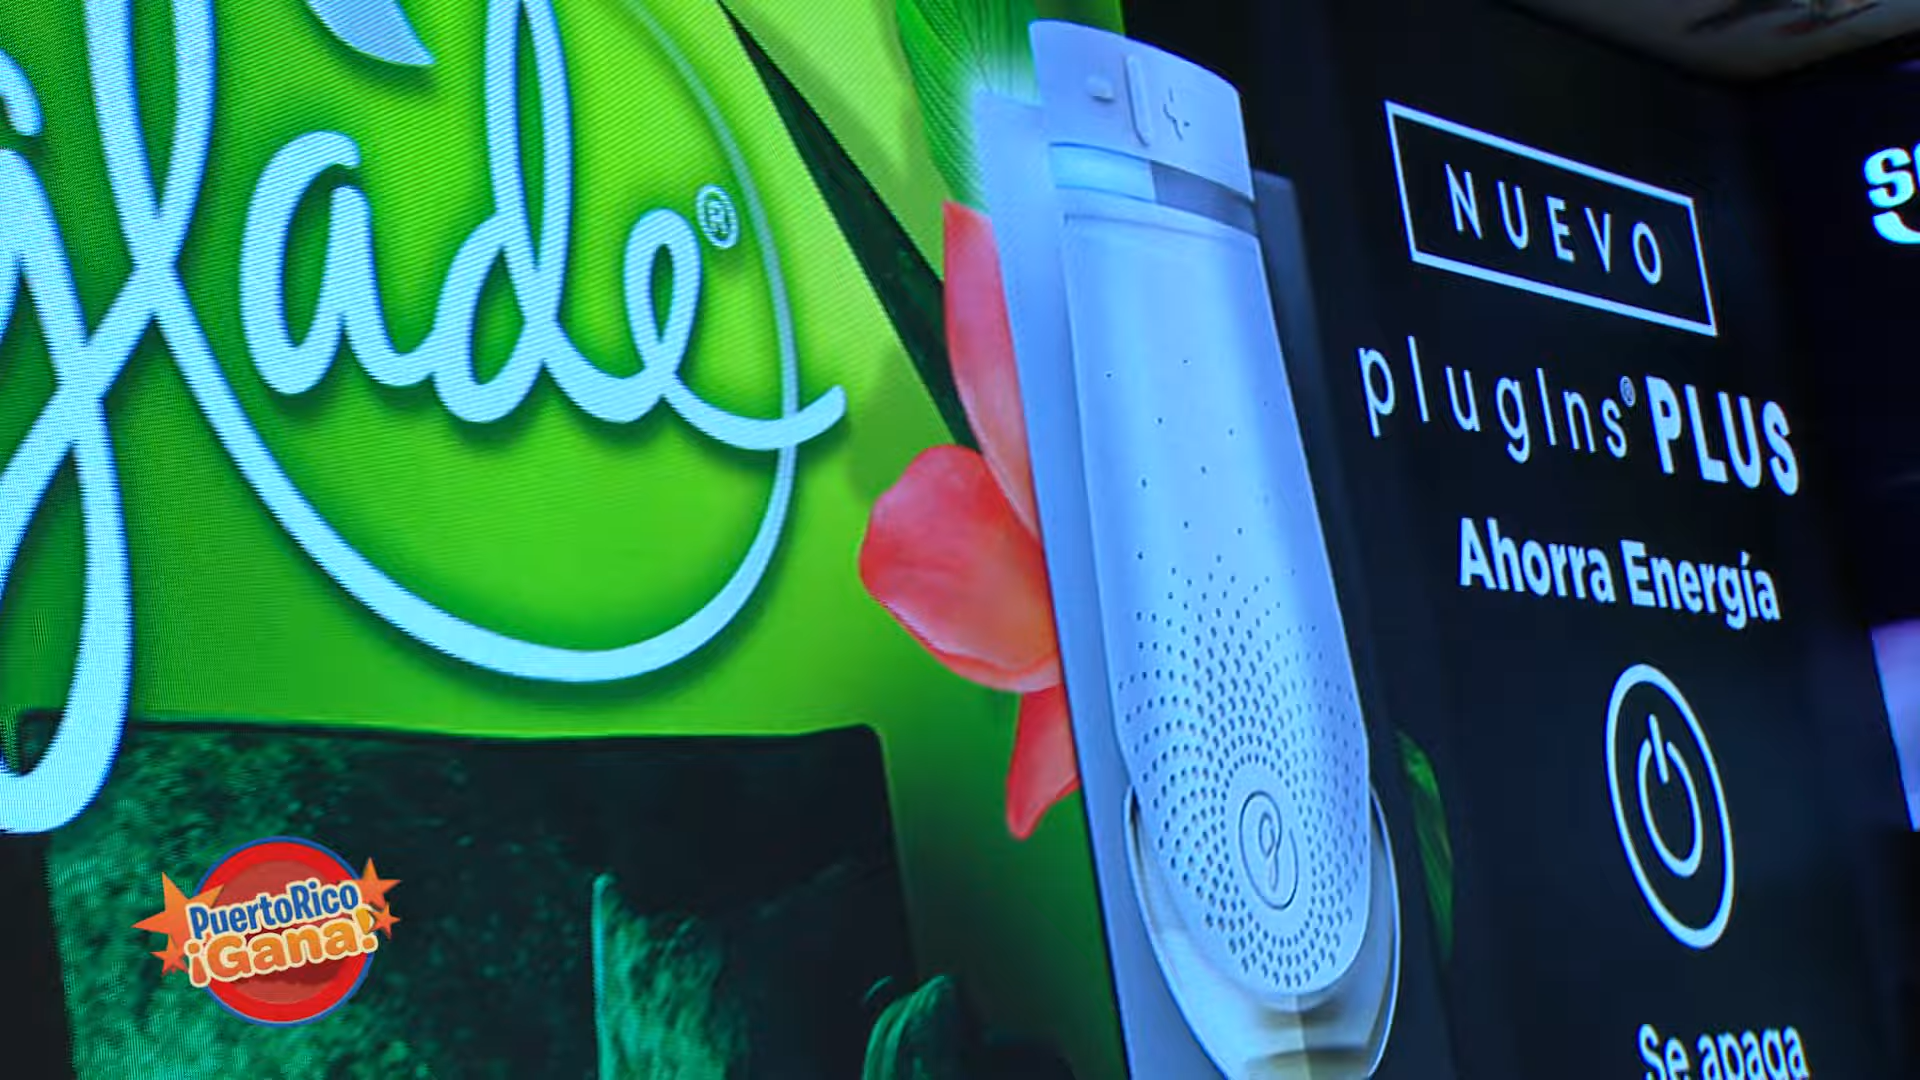 glade®
- +
NUEVO
plugIns® PLUS
Ahorra Energía
Se apaga
PuertoRico
¡Gana!